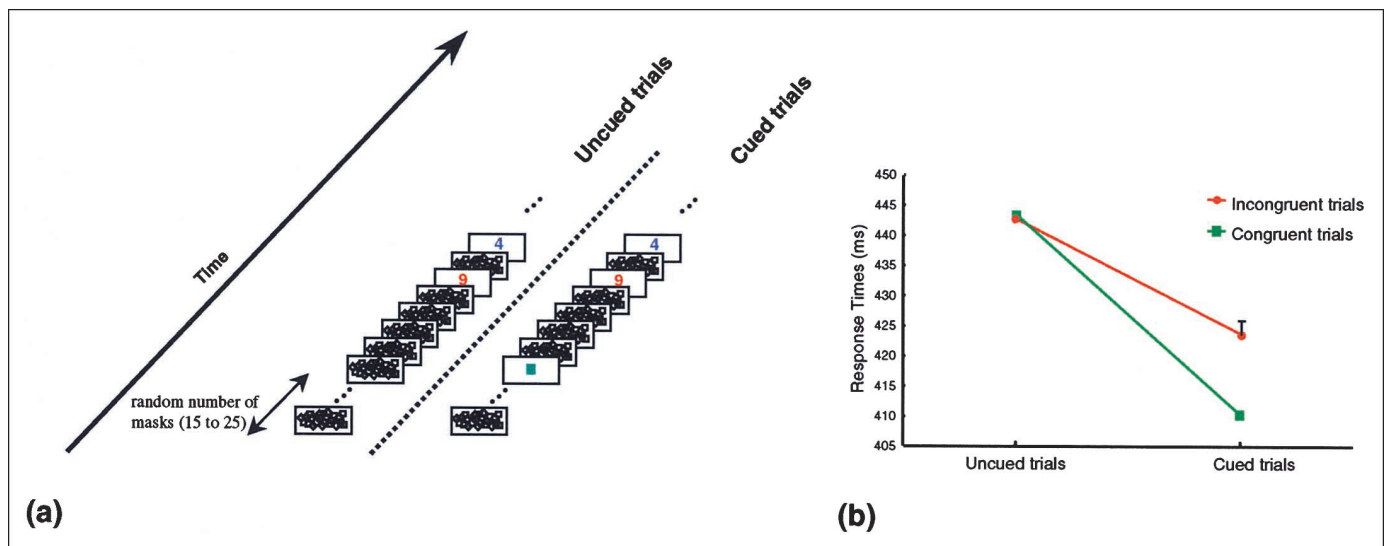 Time
Uncued trials
Cued trials
4
9
4
9
random number of
masks (15 to 25)
(a)
Response Times (ms)
450
445
440
435
430
425
420
415
410
405
Incongruent trials
Congruent trials
Uncued trials
Cued trials
(b)